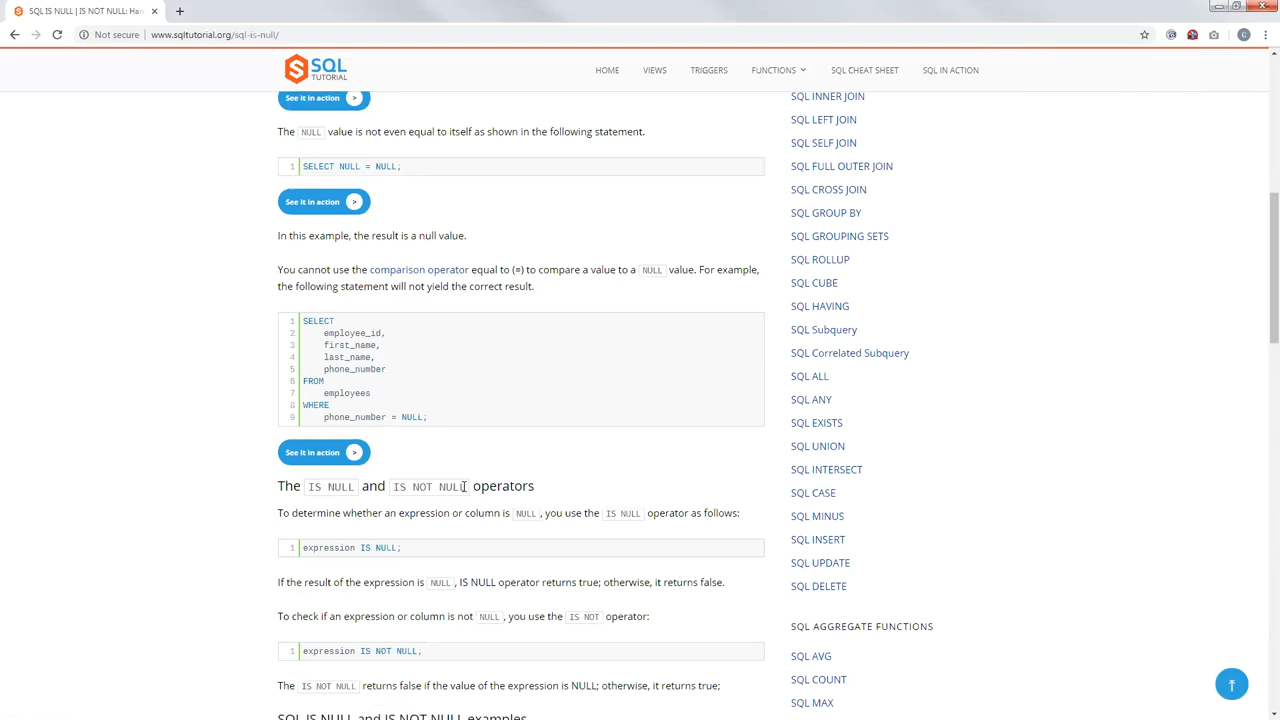 SQL IS NULL | IS NOT NULL: Han
Not secure | www.sqltutorial.org/sql-is-null/
C
SQL
TUTORIAL
HOME VIEWS TRIGGERS FUNCTIONS SQL CHEAT SHEET SQL IN ACTION
See it in action >
The NULL value is not even equal to itself as shown in the following statement.
1 SELECT NULL = NULL;
See it in action >
In this example, the result is a null value.
You cannot use the comparison operator equal to (=) to compare a value to a NULL value. For example,
the following statement will not yield the correct result.
1 SELECT
2 employee_id,
3 first_name,
4 last_name,
5 phone_number
6 FROM
7 employees
8 WHERE
9 phone_number = NULL;
See it in action >
The IS NULL and IS NOT NULL operators
To determine whether an expression or column is NULL, you use the IS NULL operator as follows:
1 expression IS NULL;
If the result of the expression is NULL, IS NULL operator returns true; otherwise, it returns false.
To check if an expression or column is not NULL, you use the IS NOT operator:
1 expression IS NOT NULL;
The IS NOT NULL returns false if the value of the expression is NULL; otherwise, it returns true;
SQL IS NULL and IS NOT NULL examples
SQL INNER JOIN
SQL LEFT JOIN
SQL SELF JOIN
SQL FULL OUTER JOIN
SQL CROSS JOIN
SQL GROUP BY
SQL GROUPING SETS
SQL ROLLUP
SQL CUBE
SQL HAVING
SQL Subquery
SQL Correlated Subquery
SQL ALL
SQL ANY
SQL EXISTS
SQL UNION
SQL INTERSECT
SQL CASE
SQL MINUS
SQL INSERT
SQL UPDATE
SQL DELETE
SQL AGGREGATE FUNCTIONS
SQL AVG
SQL COUNT
SQL MAX